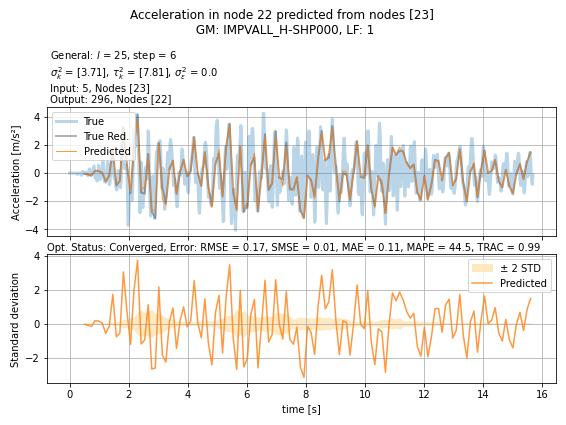 Acceleration in node 22 predicted from nodes [23]
GM: IMPVALL_H-SHP000, LF: 1
General: l = 25, step = 6
σ²ₖ = [3.71], τ²ₖ = [7.81], σ²ε = 0.0
Input: 5, Nodes [23]
Output: 296, Nodes [22]
Acceleration [m/s²]
4
2
0
−2
−4
True
True Red.
Predicted
Opt. Status: Converged, Error: RMSE = 0.17, SMSE = 0.01, MAE = 0.11, MAPE = 44.5, TRAC = 0.99
Standard deviation
4
2
0
−2
± 2 STD
Predicted
0 2 4 6 8 10 12 14 16
time [s]